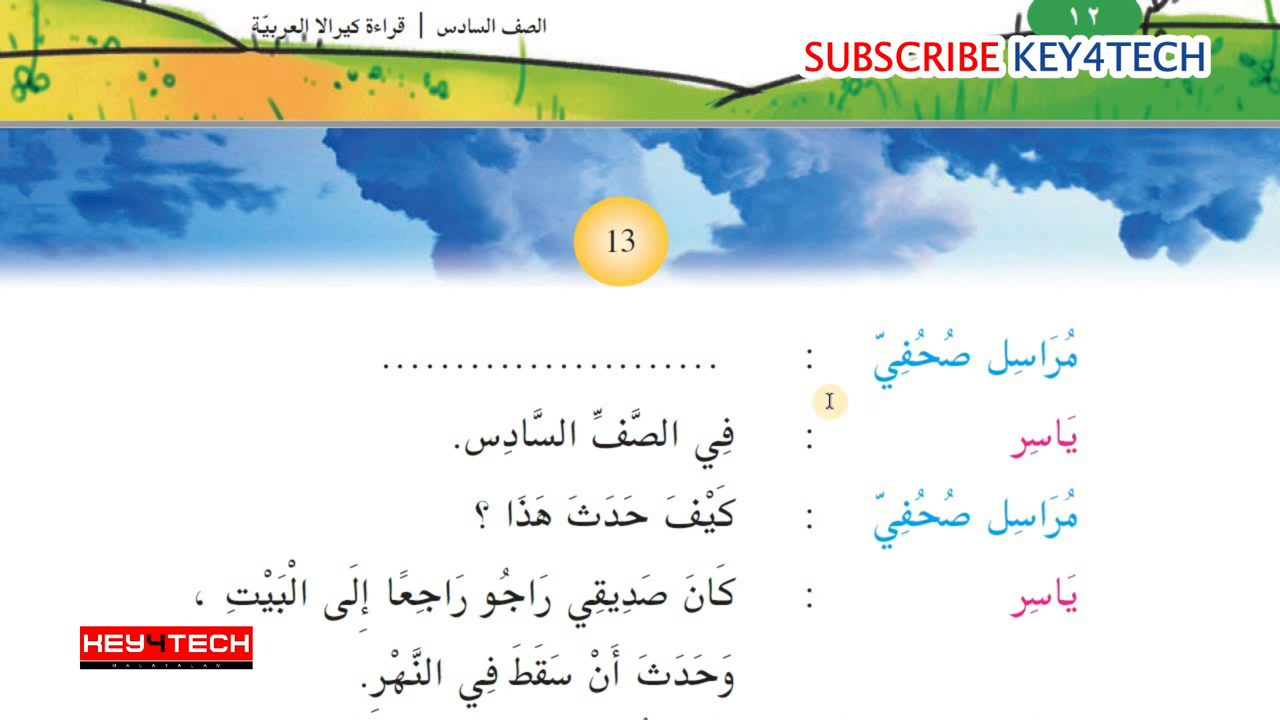 الصف السادس | قراءة كيرالا العربيّة
١٢
SUBSCRIBE KEY4TECH
13
مُرَاسِل صُحُفِيّ : .......................
يَاسِر : فِي الصَّفِّ السَّادِس.
مُرَاسِل صُحُفِيّ : كَيْفَ حَدَثَ هَذَا ؟
يَاسِر : كَانَ صَدِيقِي رَاجُو رَاجِعًا إِلَى الْبَيْتِ ،
وَحَدَثَ أَنْ سَقَطَ فِي النَّهْرِ.
KEY4TECH
MALAYALAM